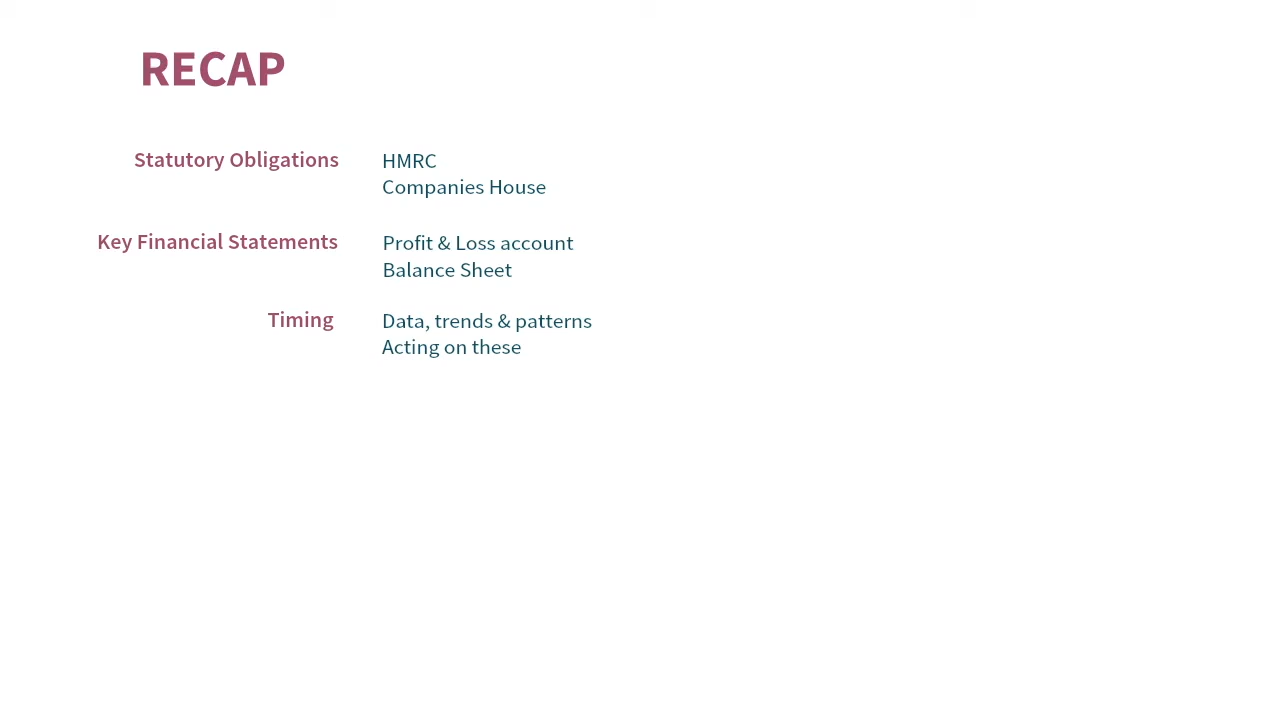 RECAP
Statutory Obligations
HMRC
Companies House
Key Financial Statements
Profit & Loss account
Balance Sheet
Timing
Data, trends & patterns
Acting on these